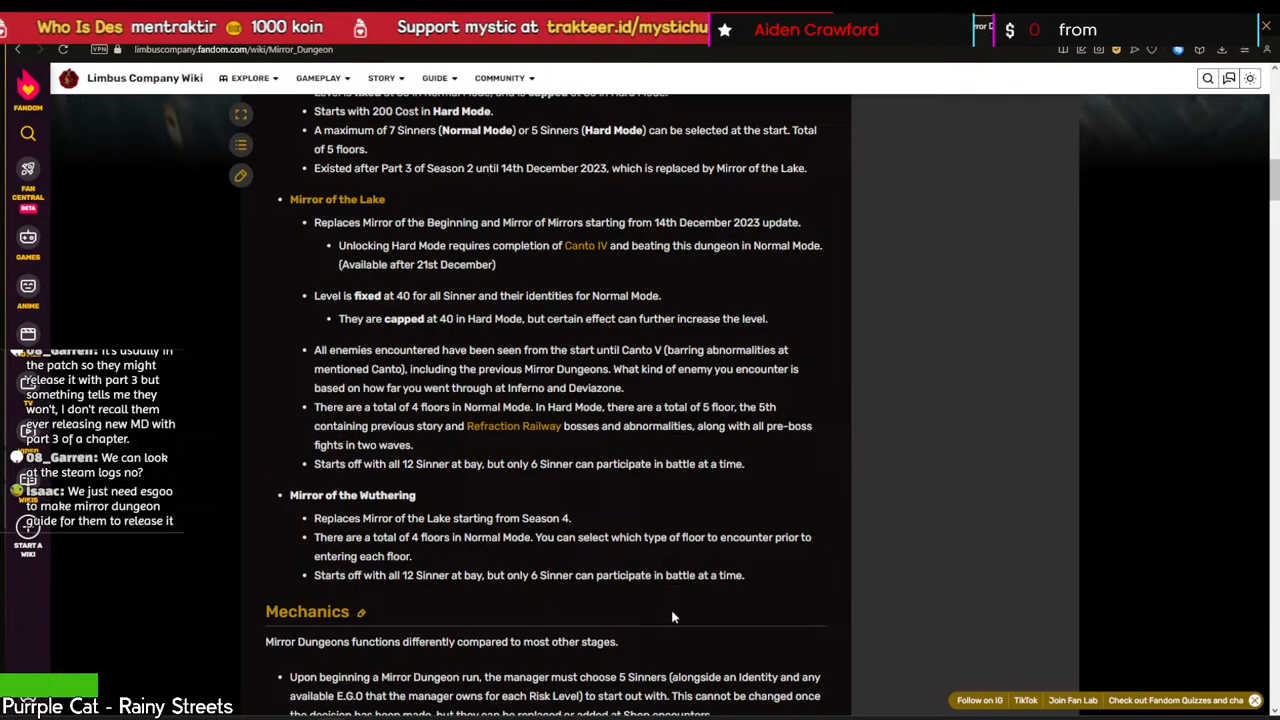 Who Is Des mentraktir 1000 koin
Support mystic at trakteer.id/mystichu
Aiden Crawford
$ 0 from
VPN limbuscompany.fandom.com/wiki/Mirror_Dungeon
FANDOM
Limbus Company Wiki
EXPLORE GAMEPLAY STORY GUIDE COMMUNITY
FAN CENTRAL
BETA
GAMES
ANIME
TV
VIDEO
WIKIS
START A WIKI
Starts with 200 Cost in Hard Mode.
A maximum of 7 Sinners (Normal Mode) or 5 Sinners (Hard Mode) can be selected at the start. Total
of 5 floors.
Existed after Part 3 of Season 2 until 14th December 2023, which is replaced by Mirror of the Lake.
Mirror of the Lake
Replaces Mirror of the Beginning and Mirror of Mirrors starting from 14th December 2023 update.
Unlocking Hard Mode requires completion of Canto IV and beating this dungeon in Normal Mode.
(Available after 21st December)
Level is fixed at 40 for all Sinner and their identities for Normal Mode.
They are capped at 40 in Hard Mode, but certain effect can further increase the level.
All enemies encountered have been seen from the start until Canto V (barring abnormalities at
mentioned Canto), including the previous Mirror Dungeons. What kind of enemy you encounter is
based on how far you went through at Inferno and Deviazone.
There are a total of 4 floors in Normal Mode. In Hard Mode, there are a total of 5 floor, the 5th
containing previous story and Refraction Railway bosses and abnormalities, along with all pre-boss
fights in two waves.
Starts off with all 12 Sinner at bay, but only 6 Sinner can participate in battle at a time.
Mirror of the Wuthering
Replaces Mirror of the Lake starting from Season 4.
There are a total of 4 floors in Normal Mode. You can select which type of floor to encounter prior to
entering each floor.
Starts off with all 12 Sinner at bay, but only 6 Sinner can participate in battle at a time.
Mechanics
Mirror Dungeons functions differently compared to most other stages.
Upon beginning a Mirror Dungeon run, the manager must choose 5 Sinners (alongside an Identity and any
available E.G.O that the manager owns for each Risk Level) to start out with. This cannot be changed once
the decision has been made, but they can be replaced or added at Shop encounters.
08_Garren: It's usually in
the patch so they might
release it with part 3 but
something tells me they
won't, I don't recall them
ever releasing new MD with
part 3 of a chapter.
08_Garren: We can look
at the steam logs no?
Isaac: We just need esgoo
to make mirror dungeon
guide for them to release it
Purrple Cat - Rainy Streets
Follow on IG TikTok Join Fan Lab Check out Fandom Quizzes and cha